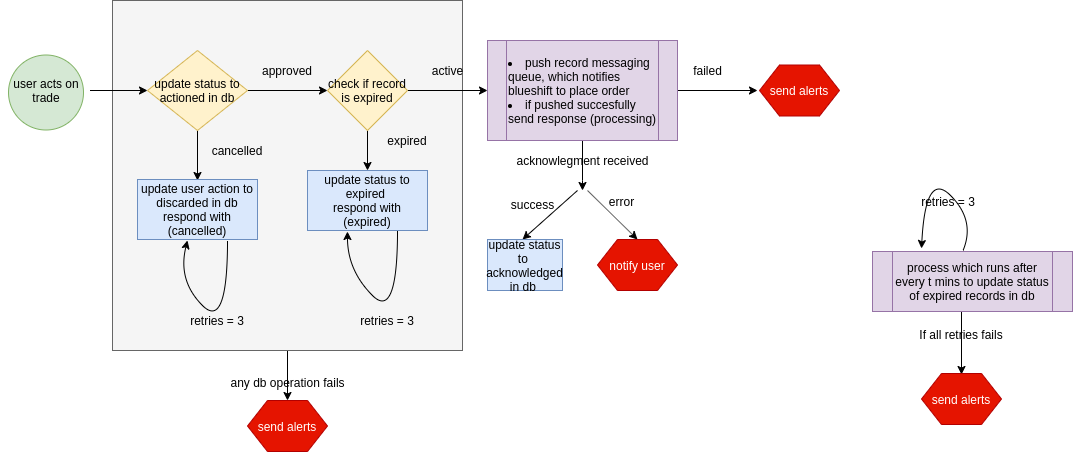 user acts on
trade
update status to
actioned in db
approved
check if record
is expired
active
• push record messaging
queue, which notifies
blueshift to place order
• if pushed succesfully
send response (processing)
failed
send alerts
cancelled
expired
update user action to
discarded in db
respond with
(cancelled)
update status to
expired
respond with
(expired)
retries = 3
retries = 3
any db operation fails
send alerts
acknowlegment received
success
error
update status
to
acknowledged
in db
notify user
retries = 3
process which runs after
every t mins to update status
of expired records in db
If all retries fails
send alerts